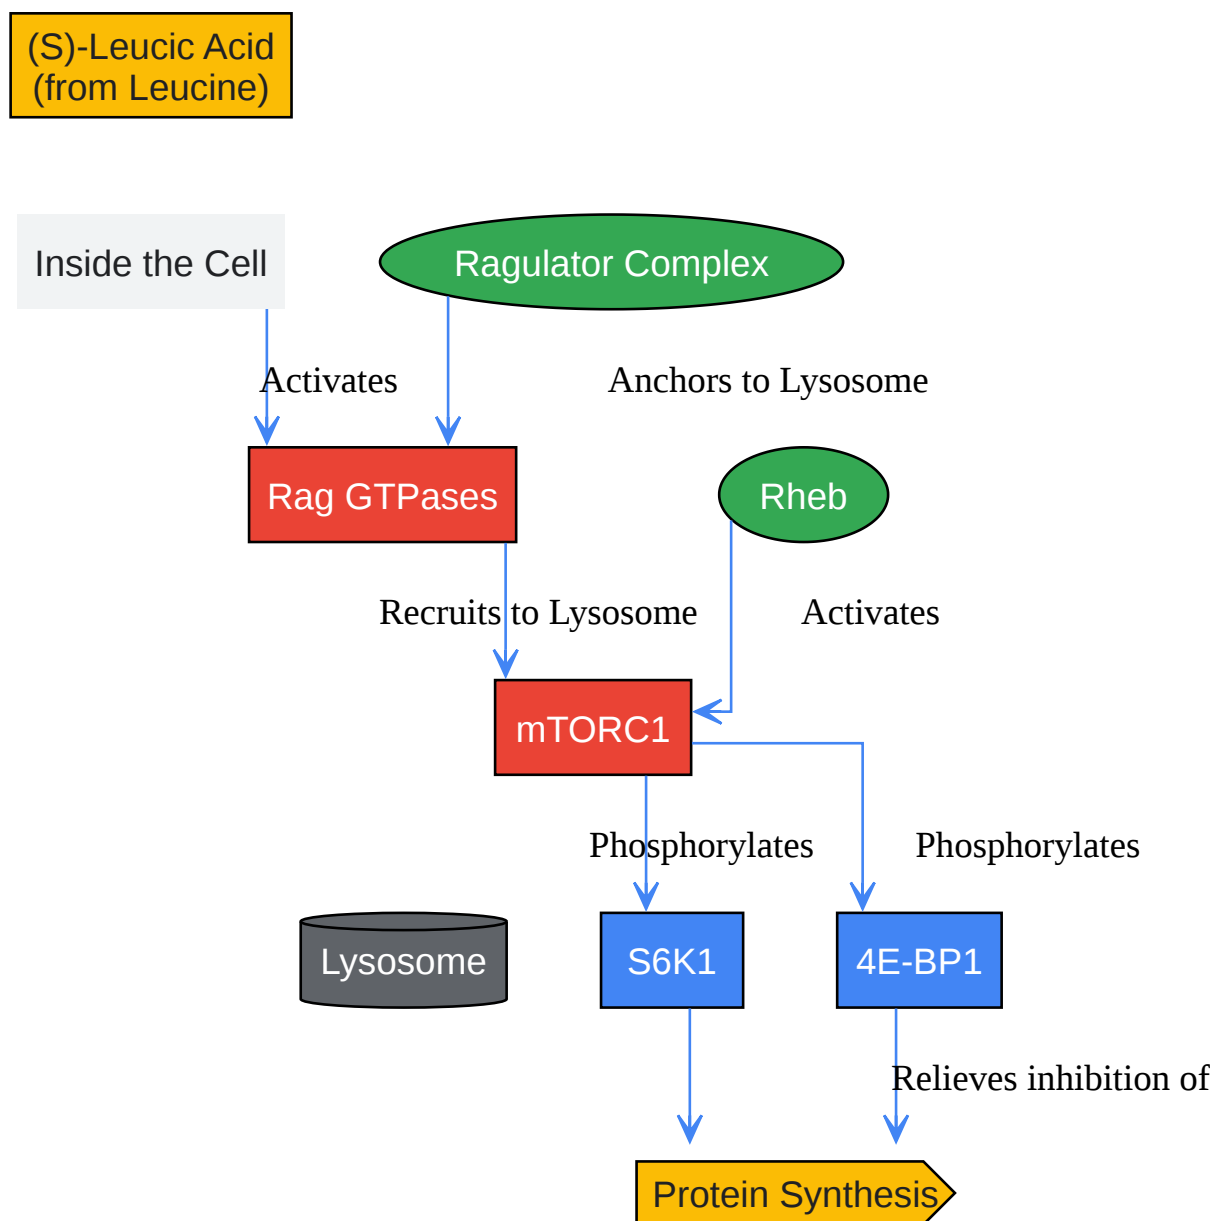 (S)-Leucic Acid
(from Leucine)
Inside the Cell
Ragulator Complex
Activates
Anchors to Lysosome
Rag GTPases
Rheb
Recruits to Lysosome
Activates
mTORC1
Phosphorylates
Phosphorylates
Lysosome
S6K1
4E-BP1
Relieves inhibition of
Protein Synthesis